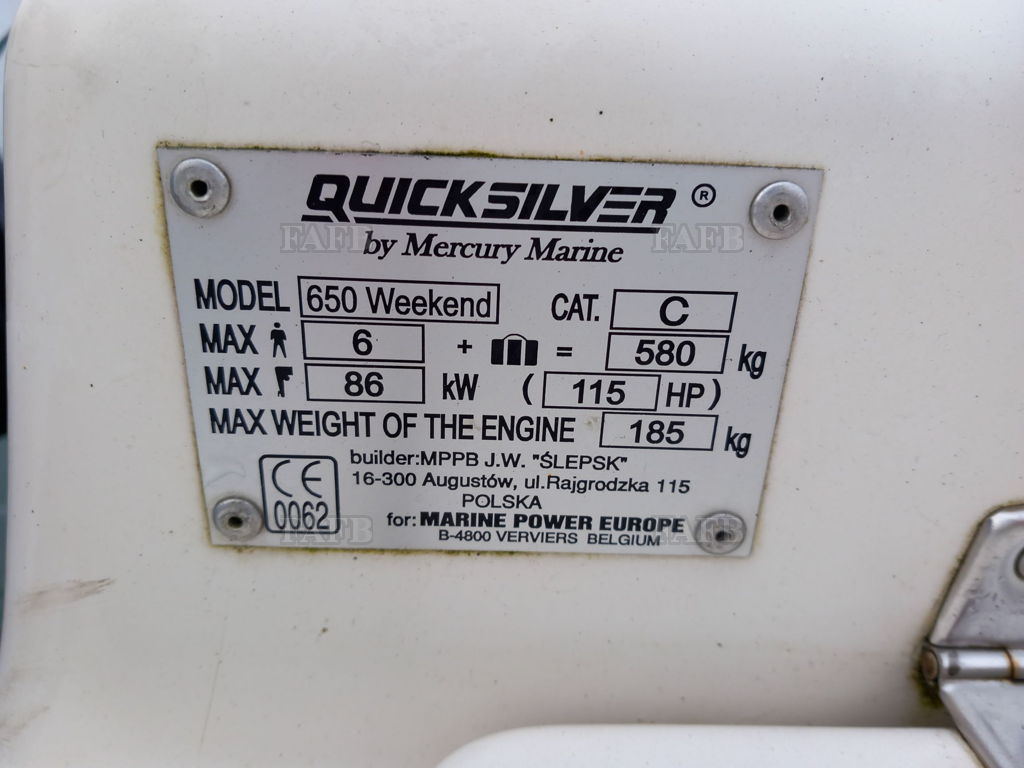 QUICKSILVER ®
by Mercury Marine
MODEL 650 Weekend CAT. C
MAX 6 + = 580 kg
MAX 86 kW ( 115 HP)
MAX WEIGHT OF THE ENGINE 185 kg
builder:MPPB J.W. "ŚLEPSK"
16-300 Augustów, ul.Rajgrodzka 115
POLSKA
CE
0062
for: MARINE POWER EUROPE
B-4800 VERVIERS BELGIUM
FAFB
FAFB
FAFB
FAFB